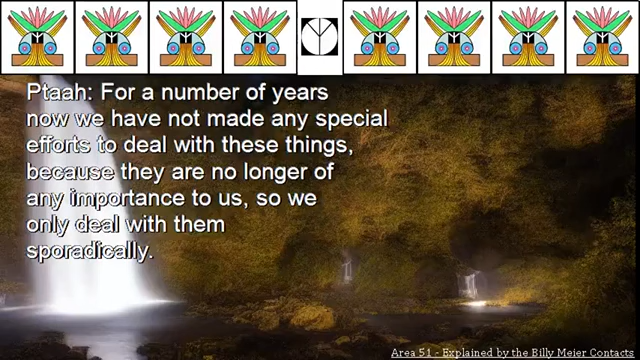 Ptaah: For a number of years
now we have not made any special
efforts to deal with these things,
because they are no longer of
any importance to us, so we
only deal with them
sporadically.
Area 51 - Explained by the Billy Meier Contacts